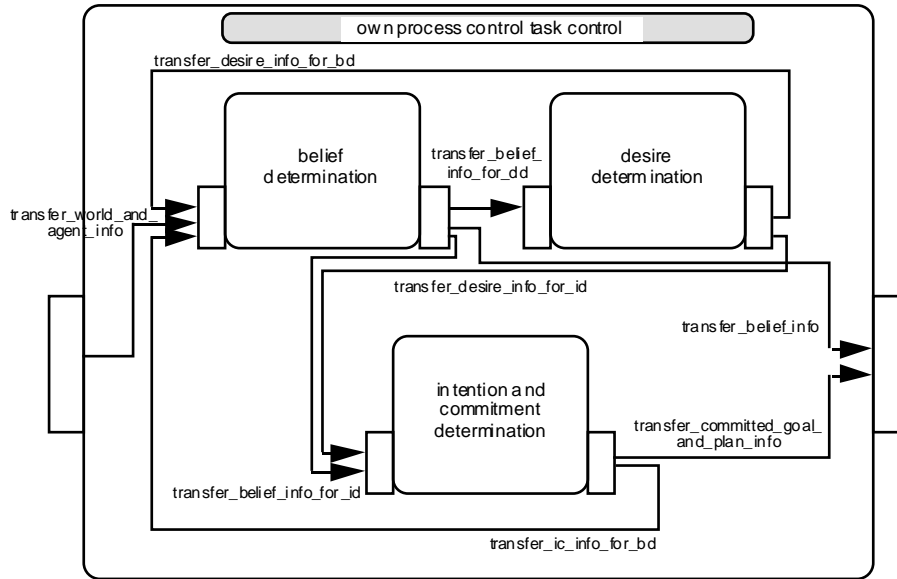 own process control task control
transfer_desire_info_for_bd
belief
determination
transfer_belief_
info_for_dd
desire
determination
transfer_world_and_
agent_info
transfer_desire_info_for_id
transfer_belief_info
intention and
commitment
determination
transfer_committed_goal_
and_plan_info
transfer_belief_info_for_id
transfer_ic_info_for_bd